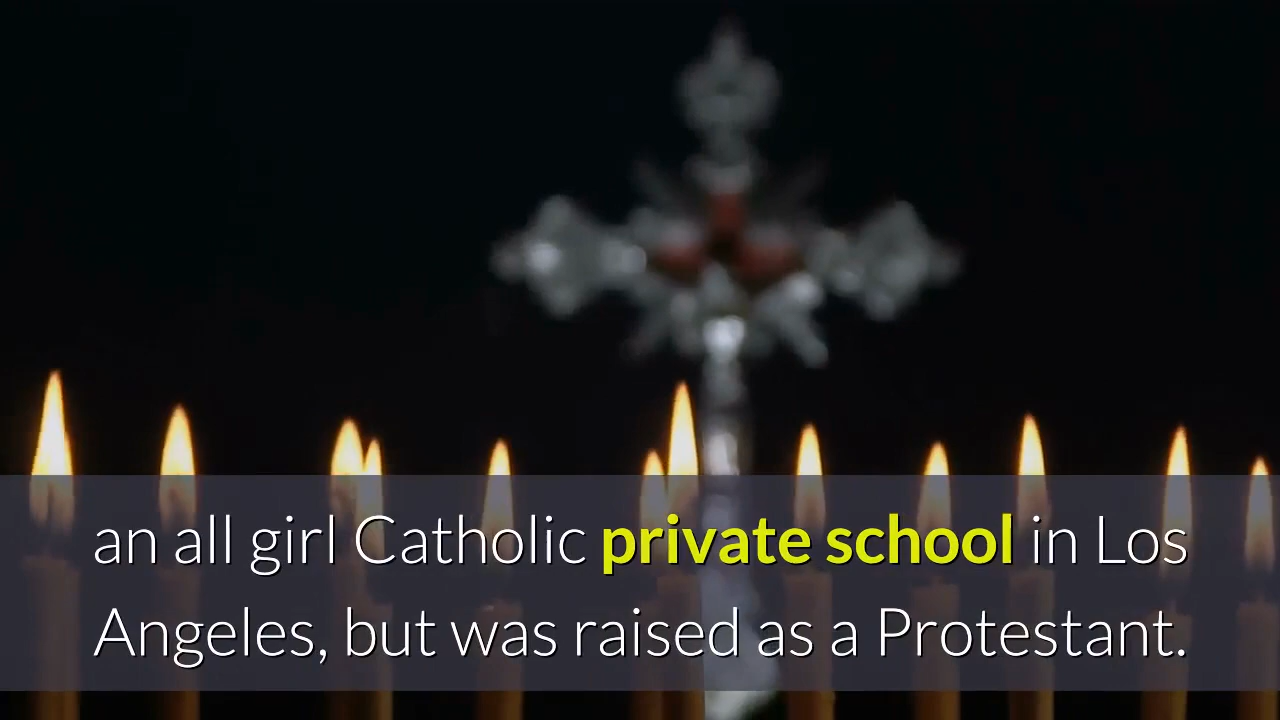 an all girl Catholic private school in Los
Angeles, but was raised as a Protestant.